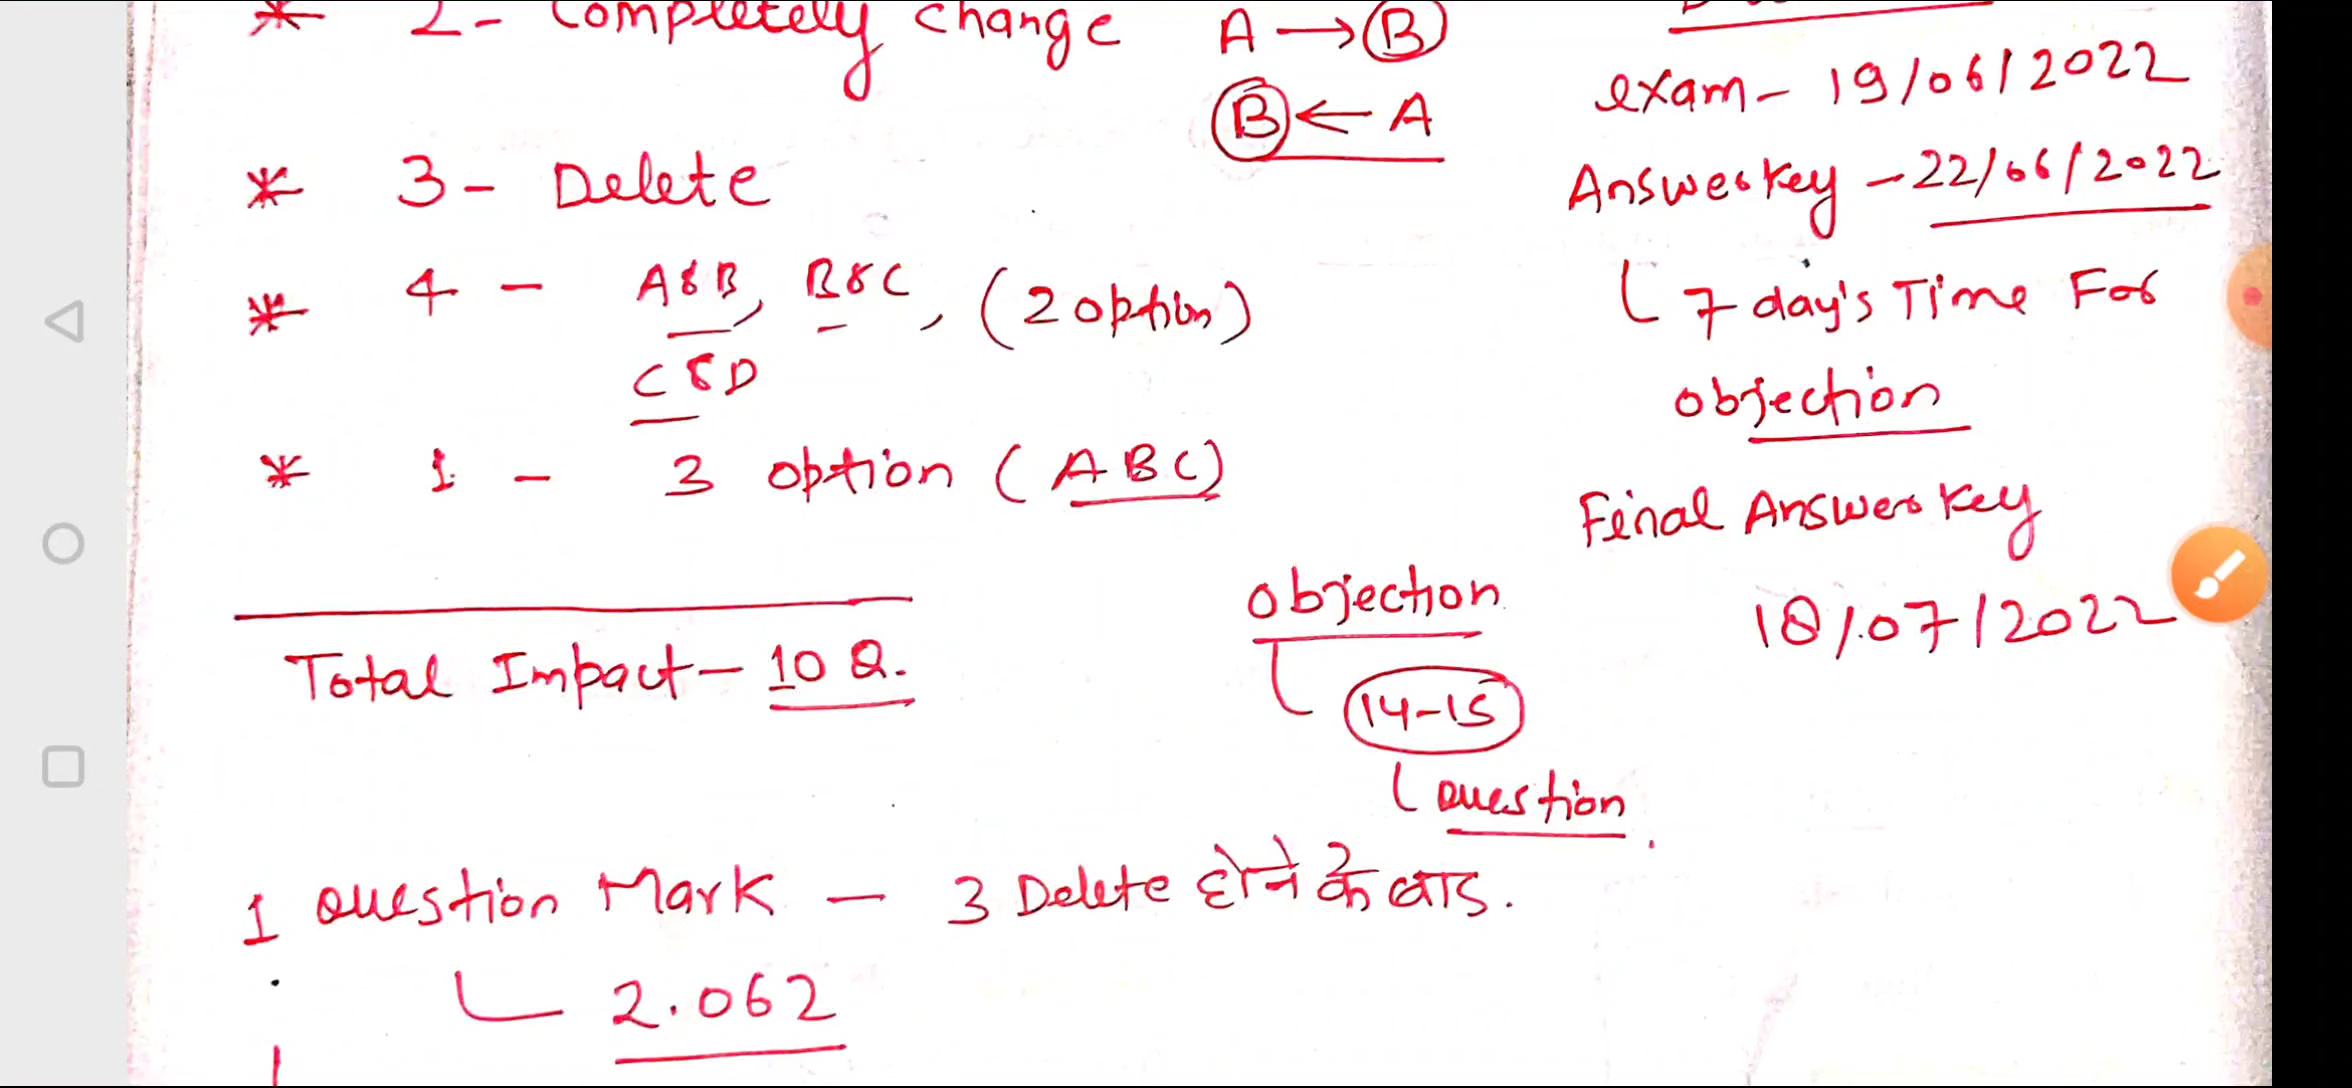 * 2- Completely change A → B
B ← A
* 3- Delete
* 4 - A&B, B&C, (2 option)
C&D
* 1 - 3 option (ABC)
Total Impact - 10 Q.
exam - 19/06/2022
Answer Key - 22/06/2022
7 day's Time For
objection
Final Answer Key
18/07/2022
objection
14-15
Question
1 Question Mark - 3 Delete होने के बाद.
2.062